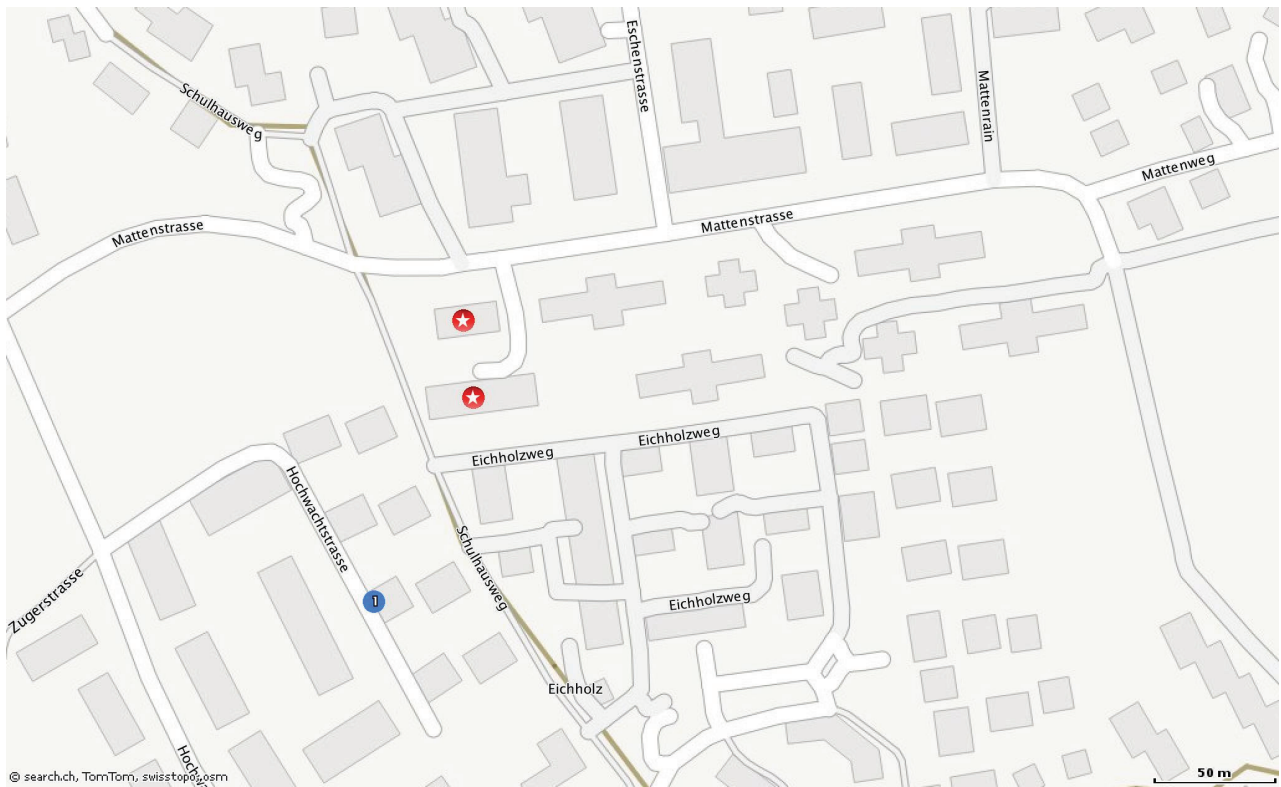 Eschenstrasse
Mattenrain
Schulhausweg
Mattenweg
Mattenstrasse
Mattenstrasse
Eichholzweg
Eichholzweg
Hochwachtstrasse
Schulhausweg
Zugerstrasse
1
Eichholzweg
Eichholz
© search.ch, TomTom, swisstopo, osm
50 m